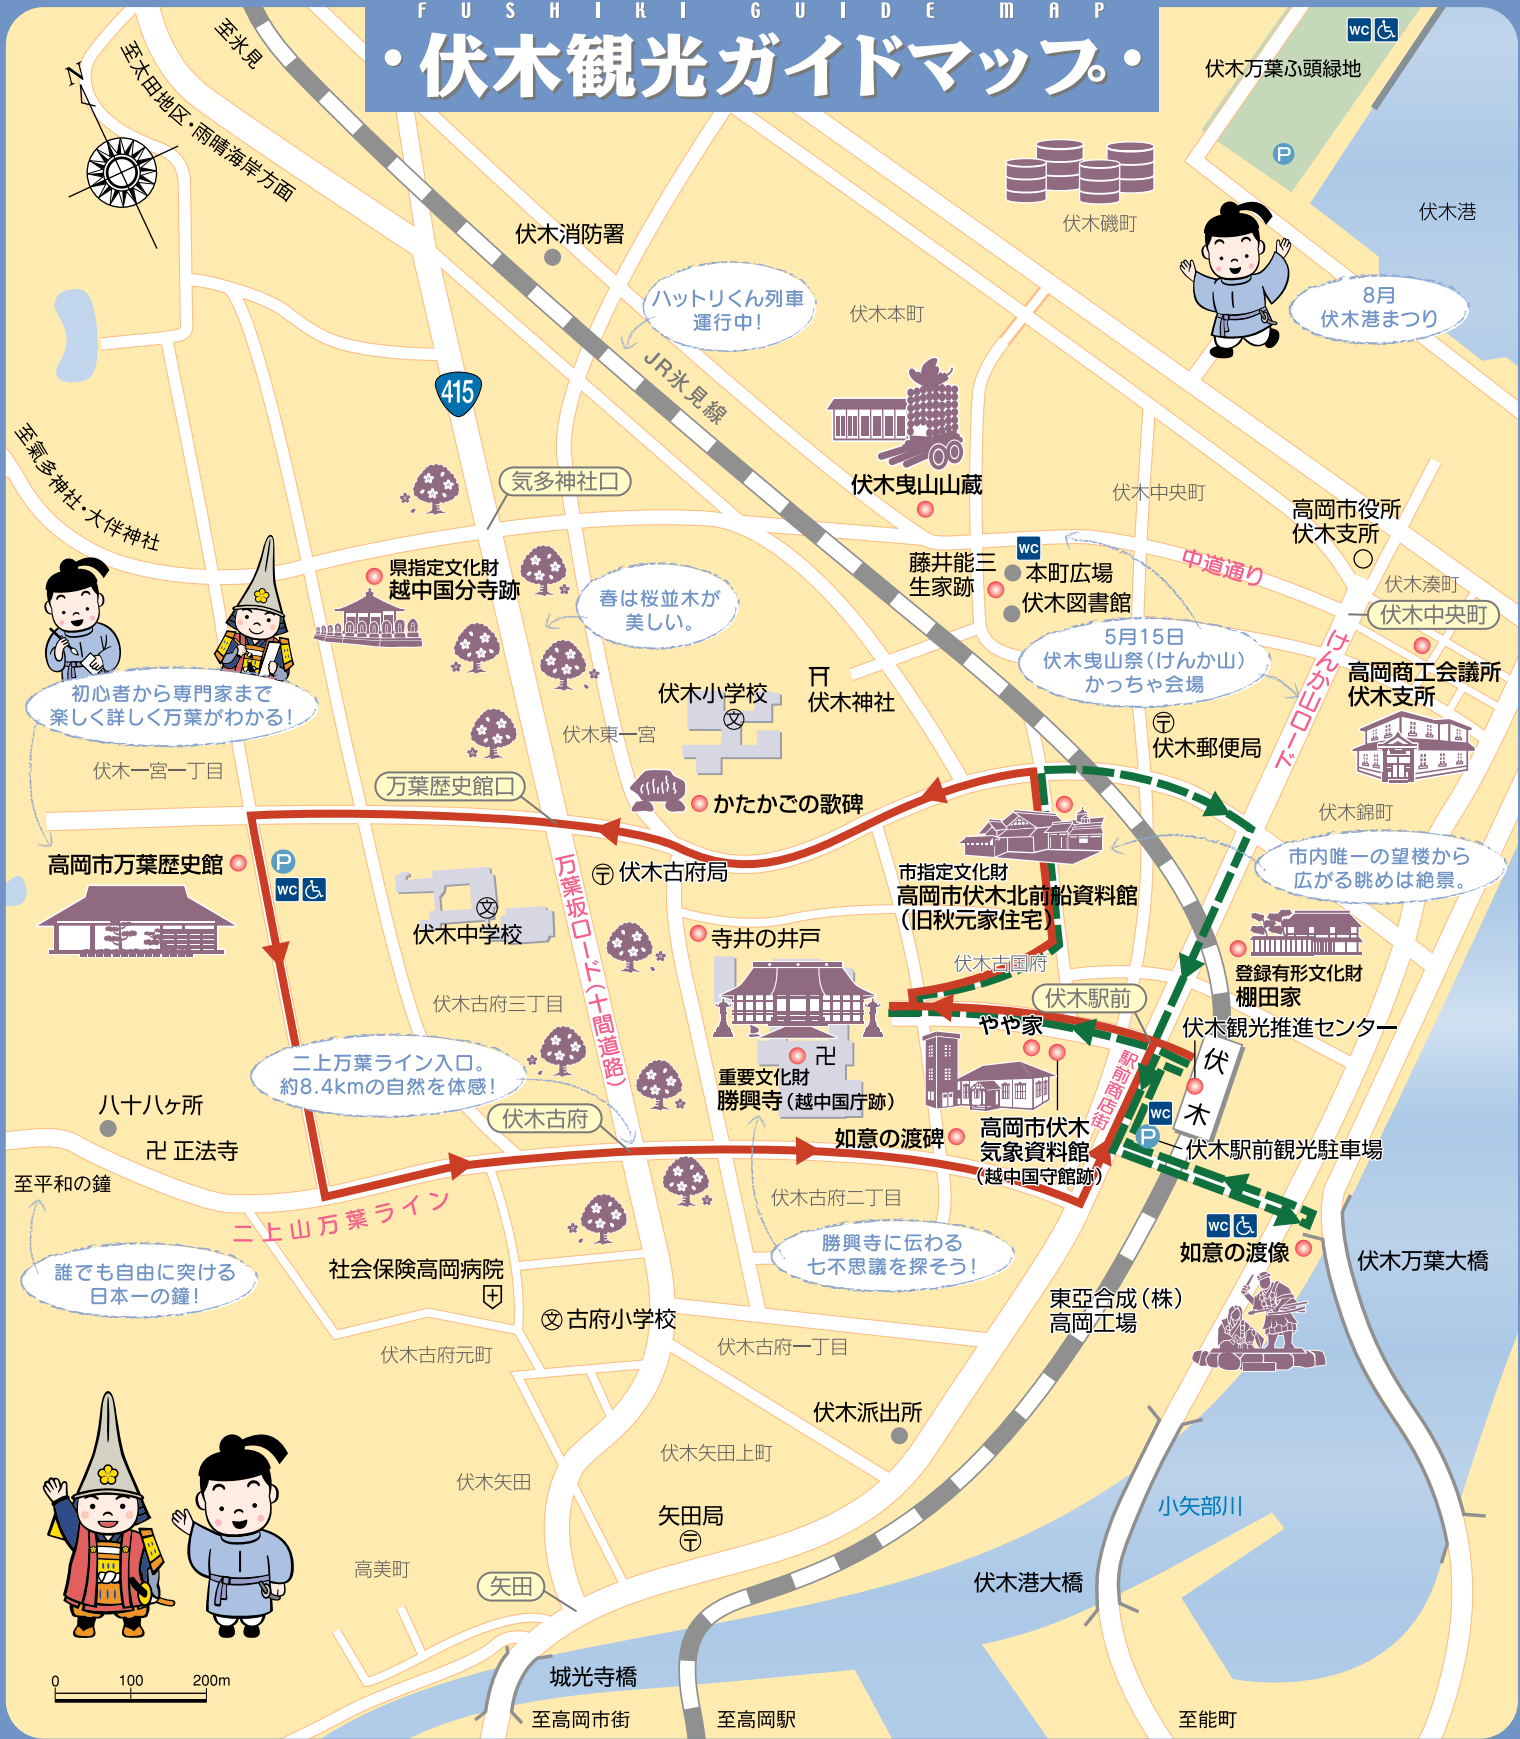 FUSHIKI GUIDE MAP
・伏木観光ガイドマップ・
至氷見
至太田地区・雨晴海岸方面
N
WC
伏木万葉ふ頭緑地
P
伏木港
伏木磯町
伏木消防署
ハットリくん列車
運行中！
伏木本町
8月
伏木港まつり
JR氷見線
415
至氣多神社・大伴神社
気多神社口
伏木曳山山蔵
伏木中央町
高岡市役所
伏木支所
中道通り
県指定文化財
越中国分寺跡
藤井能三
生家跡
WC
本町広場
伏木図書館
伏木湊町
伏木中央町
春は桜並木が
美しい。
5月15日
伏木曳山祭（けんか山）
かっちゃ会場
けんか山ロード
高岡商工会議所
伏木支所
初心者から専門家まで
楽しく詳しく万葉がわかる！
伏木小学校
文
伏木神社
伏木東一宮
伏木郵便局
伏木一宮一丁目
万葉歴史館口
かたかごの歌碑
伏木錦町
高岡市万葉歴史館
P
WC
伏木古府局
市指定文化財
高岡市伏木北前船資料館
（旧秋元家住宅）
市内唯一の望楼から
広がる眺めは絶景。
万葉坂ロード（十間道路）
文
伏木中学校
寺井の井戸
伏木古国府
登録有形文化財
棚田家
伏木古府三丁目
伏木駅前
やや家
伏木観光推進センター
伏木
卍
重要文化財
勝興寺（越中国庁跡）
二上万葉ライン入口。
約8.4kmの自然を体感！
駅前商店街
WC
P
伏木駅前観光駐車場
八十八ヶ所
卍 正法寺
伏木古府
如意の渡碑
高岡市伏木
気象資料館
（越中国守館跡）
至平和の鐘
二上山万葉ライン
伏木古府二丁目
WC
如意の渡像
誰でも自由に突ける
日本一の鐘！
勝興寺に伝わる
七不思議を探そう！
伏木万葉大橋
社会保険高岡病院
文 古府小学校
東亞合成（株）
高岡工場
伏木古府元町
伏木古府一丁目
伏木派出所
伏木矢田上町
伏木矢田
矢田局
小矢部川
高美町
矢田
伏木港大橋
0 100 200m
城光寺橋
至高岡市街
至高岡駅
至能町